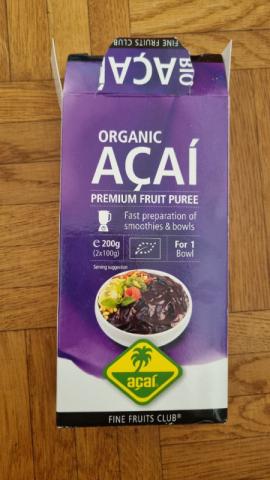 FINE FRUITS CLUB
BIO
AÇAÍ
ORGANIC
AÇAÍ
PREMIUM FRUIT PUREE
Fast preparation of
smoothies & bowls
℮ 200g
(2x100g)
For 1
Bowl
Serving suggestion
açaí
FINE FRUITS CLUB®